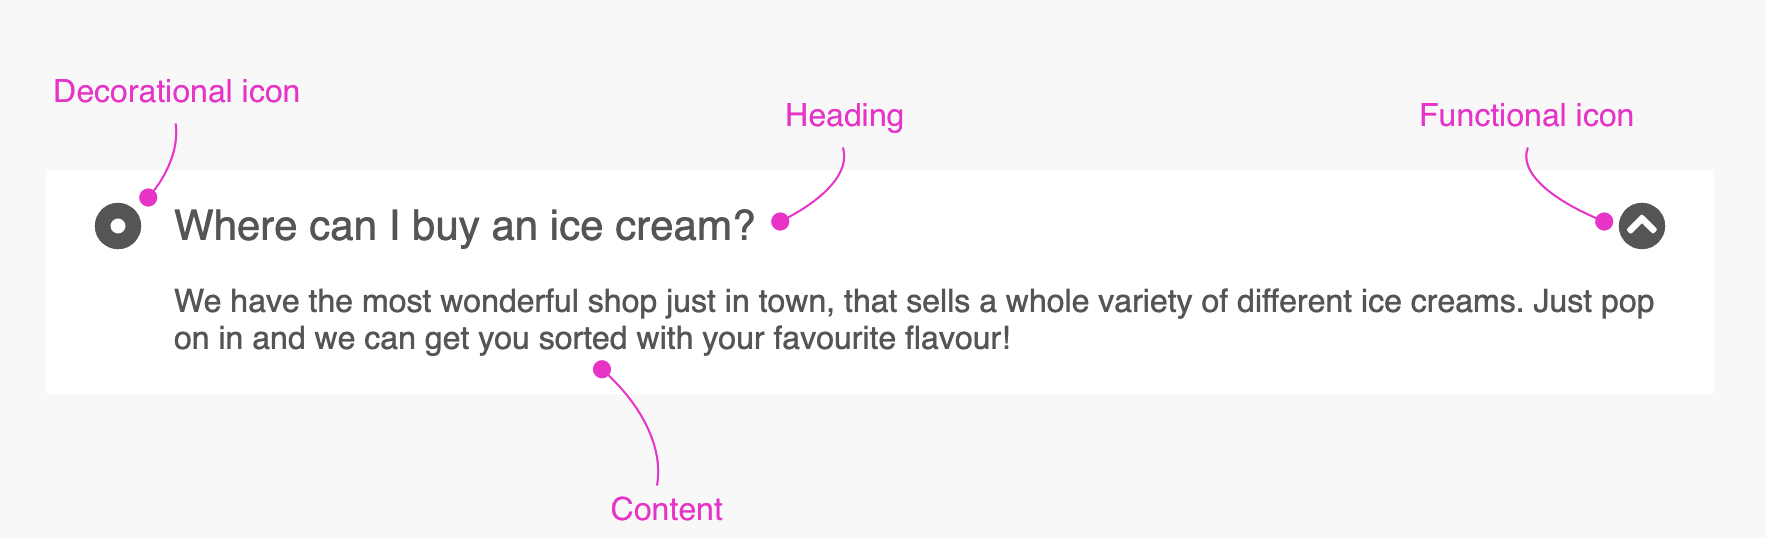 Decorational icon
Heading
Functional icon
Where can I buy an ice cream?
We have the most wonderful shop just in town, that sells a whole variety of different ice creams. Just pop
on in and we can get you sorted with your favourite flavour!
Content